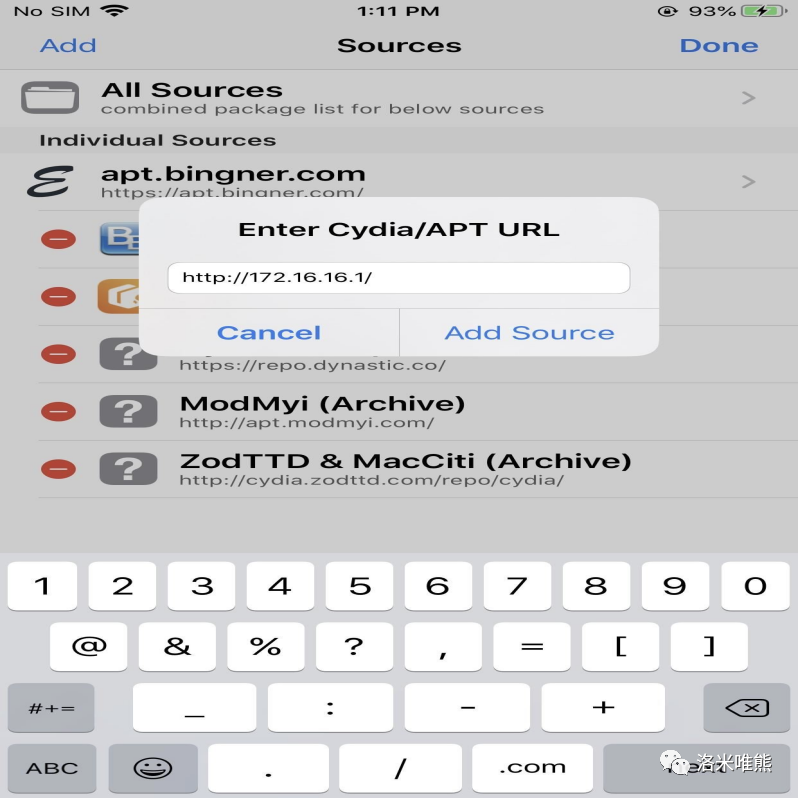 No SIM 1:11 PM 93%
Add Sources Done
All Sources
combined package list for below sources
Individual Sources
apt.bingner.com
https://apt.bingner.com/
Enter Cydia/APT URL
http://172.16.16.1/
Cancel Add Source
https://repo.dynastic.co/
ModMyi (Archive)
http://apt.modmyi.com/
ZodTTD & MacCiti (Archive)
http://cydia.zodttd.com/repo/cydia/
1 2 3 4 5 6 7 8 9 0
@ & % ? , = [ ]
#+= _ : - +
ABC . / .com
洛米唯熊